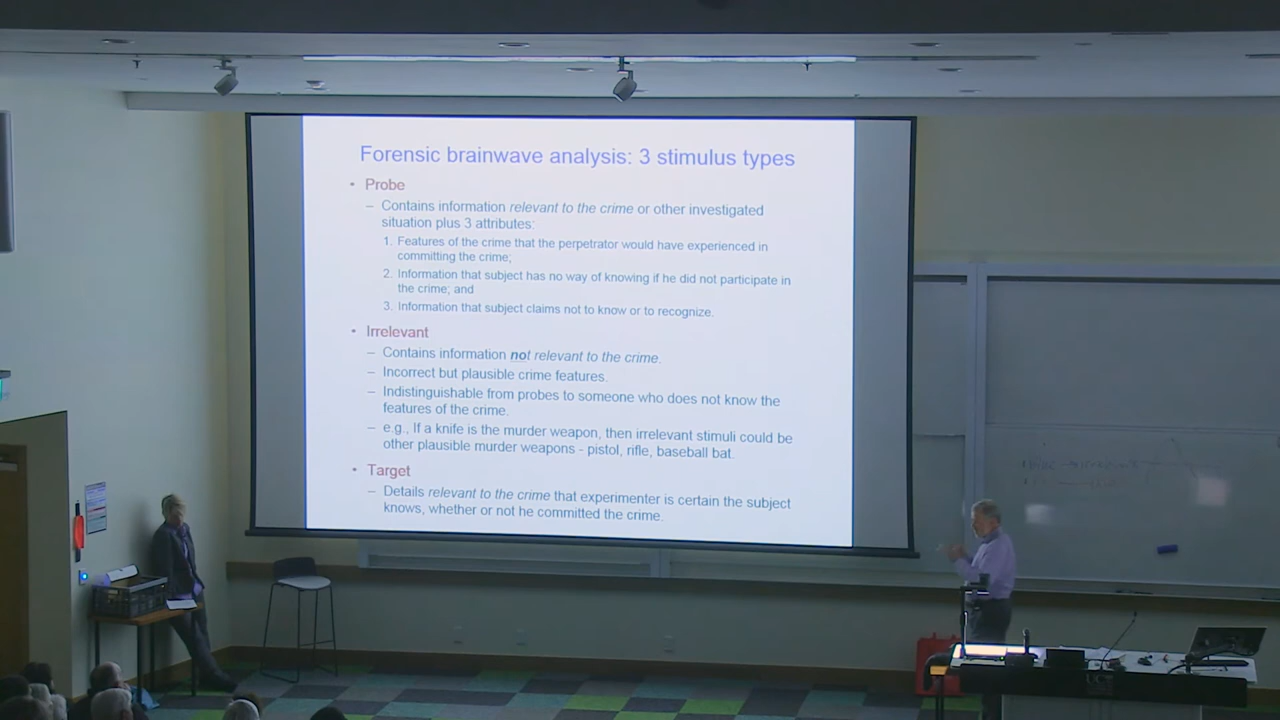 Forensic brainwave analysis: 3 stimulus types
• Probe
– Contains information relevant to the crime or other investigated
situation plus 3 attributes:
1. Features of the crime that the perpetrator would have experienced in
committing the crime;
2. Information that subject has no way of knowing if he did not participate in
the crime; and
3. Information that subject claims not to know or to recognize.
• Irrelevant
– Contains information not relevant to the crime.
– Incorrect but plausible crime features.
– Indistinguishable from probes to someone who does not know the
features of the crime.
– e.g., If a knife is the murder weapon, then irrelevant stimuli could be
other plausible murder weapons - pistol, rifle, baseball bat.
• Target
– Details relevant to the crime that experimenter is certain the subject
knows, whether or not he committed the crime.